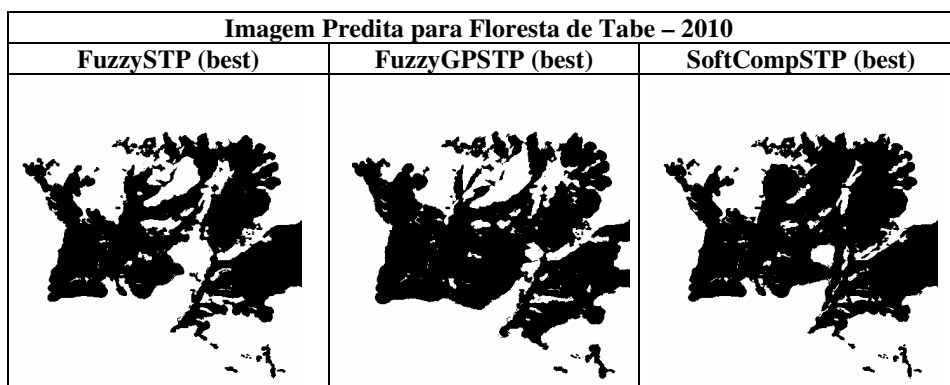 Imagem Predita para Floresta de Tabe – 2010
FuzzySTP (best) FuzzyGPSTP (best) SoftCompSTP (best)